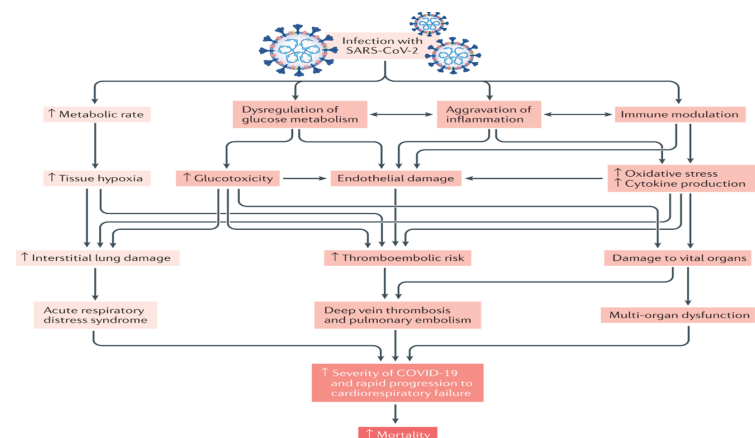 Infection with
SARS-CoV-2
↑ Metabolic rate
Dysregulation of
glucose metabolism
Aggravation of
inflammation
Immune modulation
↑ Tissue hypoxia
↑ Glucotoxicity
Endothelial damage
↑ Oxidative stress
↑ Cytokine production
↑ Interstitial lung damage
↑ Thromboembolic risk
Damage to vital organs
Acute respiratory
distress syndrome
Deep vein thrombosis
and pulmonary embolism
Multi-organ dysfunction
↑ Severity of COVID-19
and rapid progression to
cardiorespiratory failure
↑ Mortality